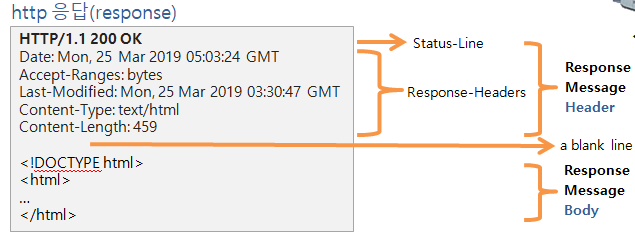 http 응답(response)
HTTP/1.1 200 OK
Date: Mon, 25 Mar 2019 05:03:24 GMT
Accept-Ranges: bytes
Last-Modified: Mon, 25 Mar 2019 03:30:47 GMT
Content-Type: text/html
Content-Length: 459
<!DOCTYPE html>
<html>
...
</html>
Status-Line
Response-Headers
Response
Message
Header
a blank line
Response
Message
Body